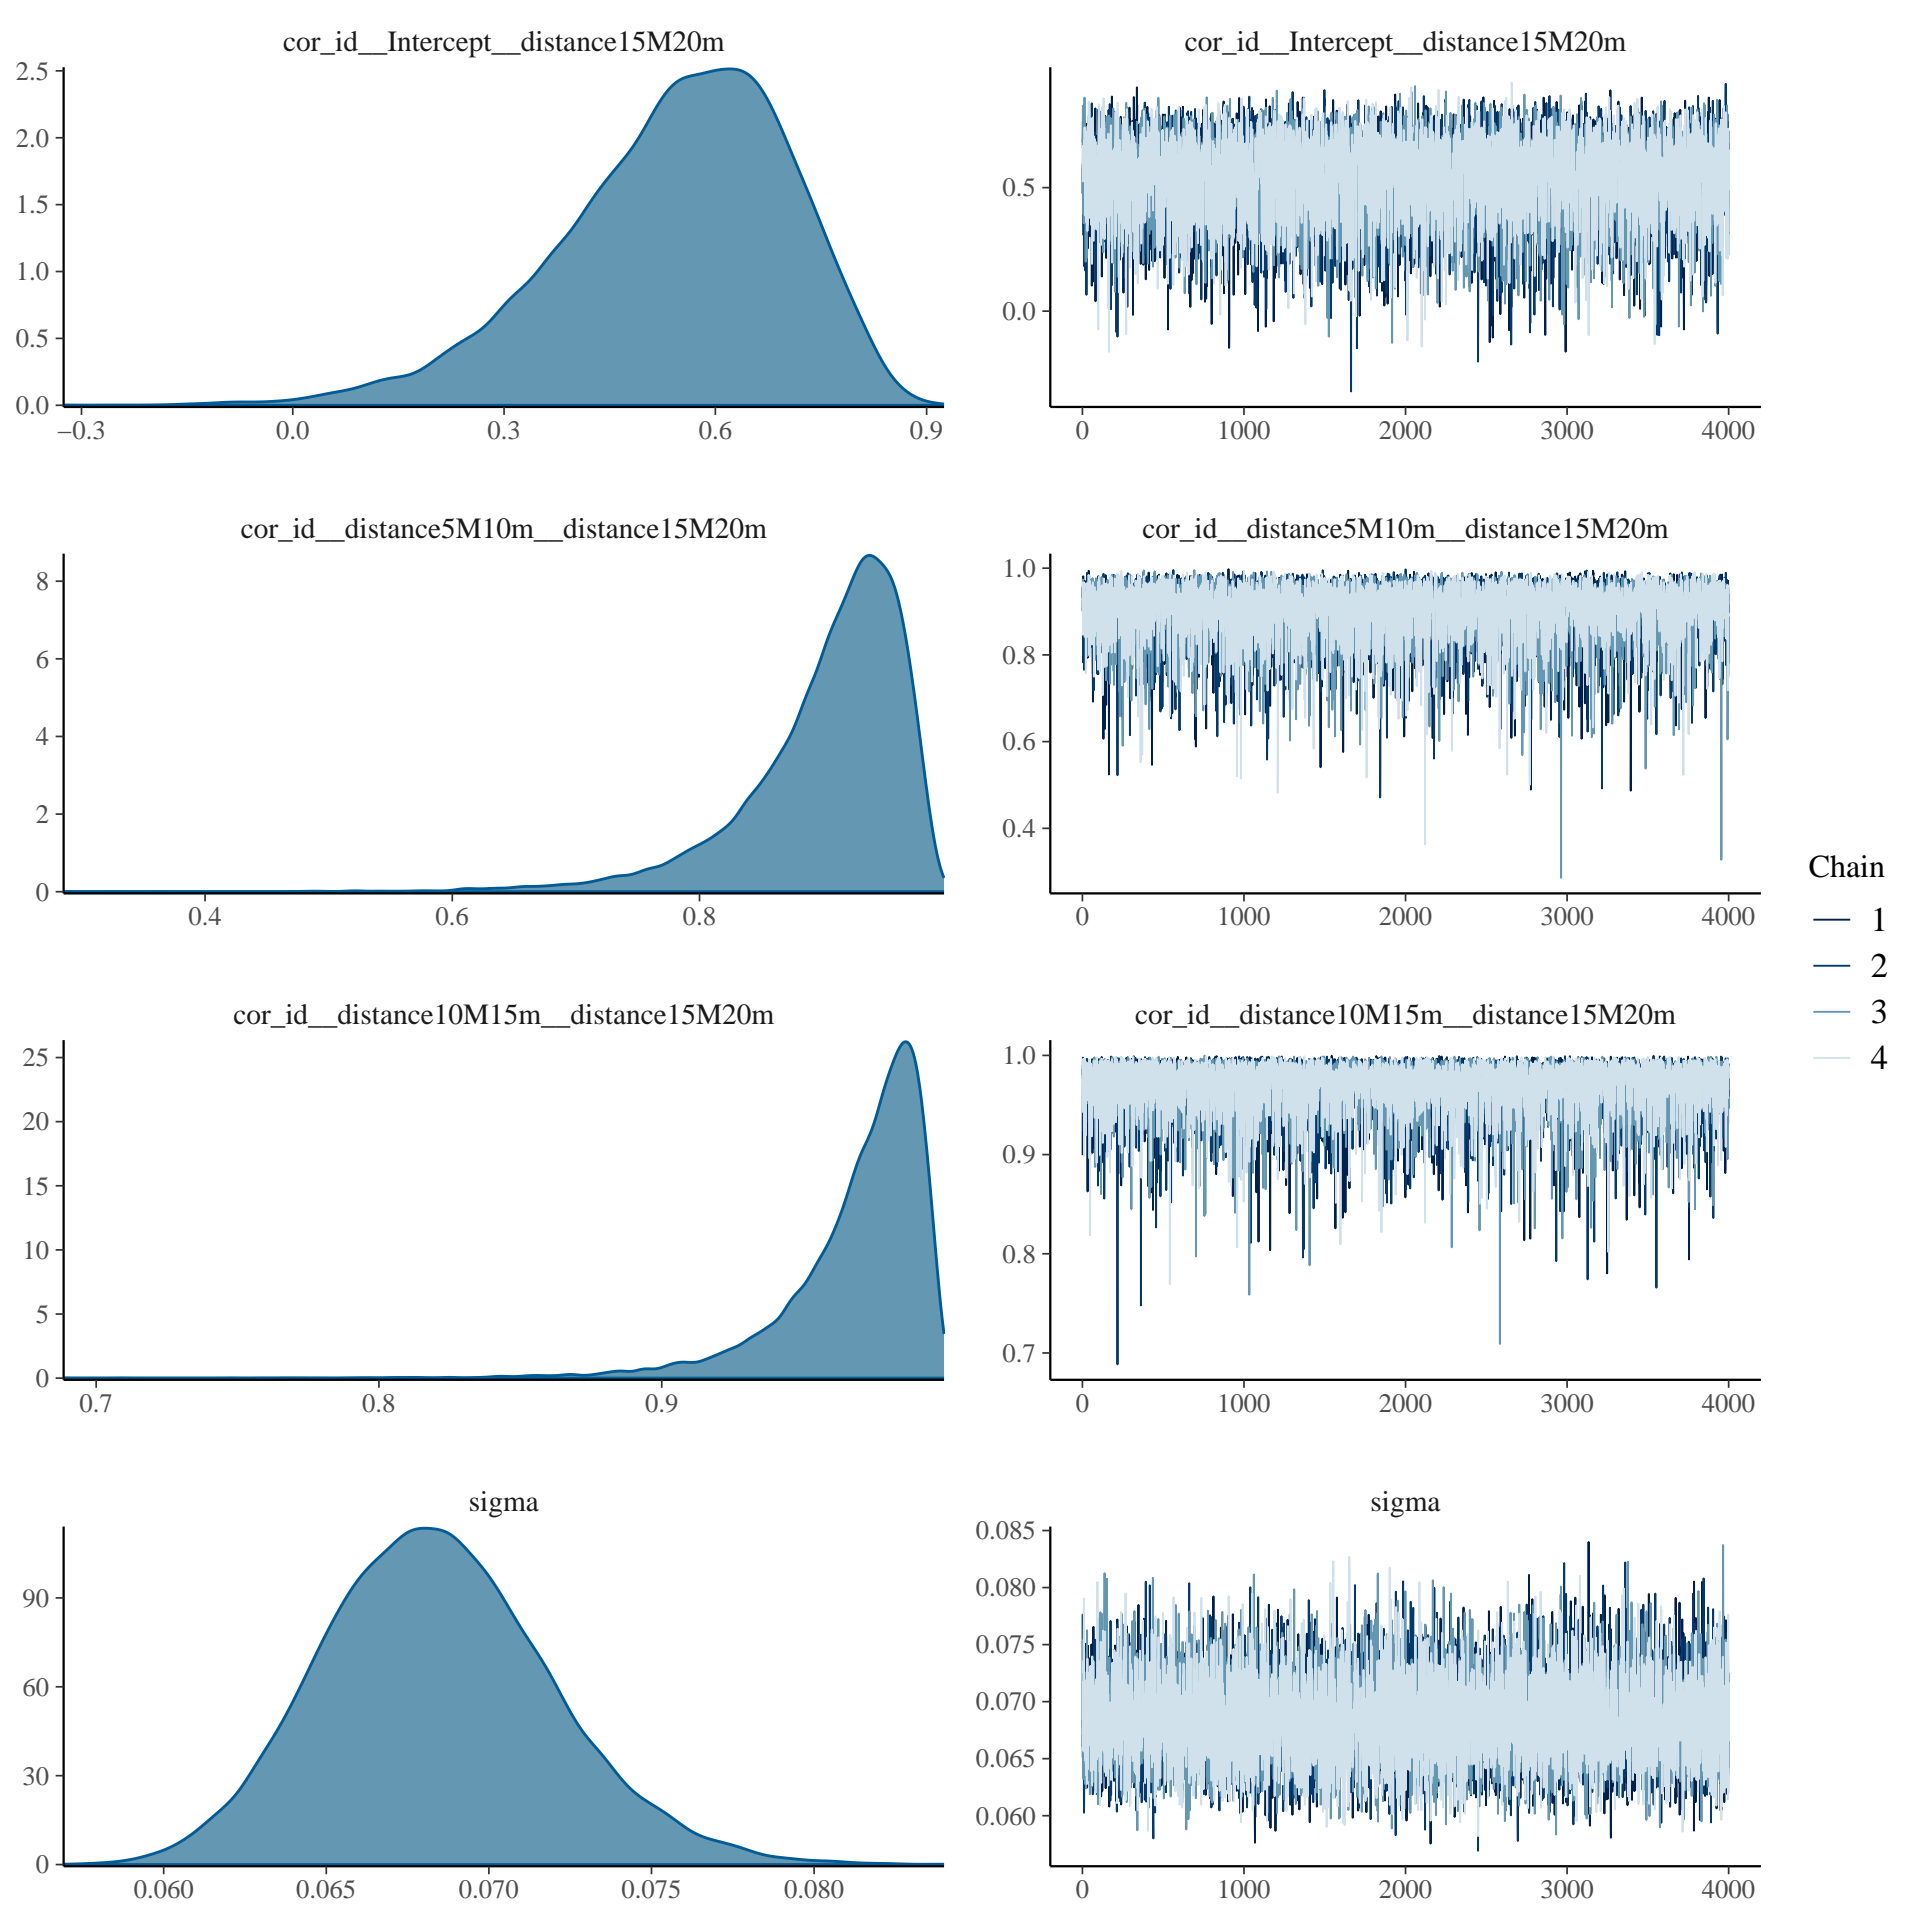 cor_id__Intercept__distance15M20m
2.5
2.0
1.5
1.0
0.5
0.0
−0.3 0.0 0.3 0.6 0.9
cor_id__Intercept__distance15M20m
0.5
0.0
0 1000 2000 3000 4000
cor_id__distance5M10m__distance15M20m
8
6
4
2
0
0.4 0.6 0.8
cor_id__distance5M10m__distance15M20m
1.0
0.8
0.6
0.4
0 1000 2000 3000 4000
cor_id__distance10M15m__distance15M20m
25
20
15
10
5
0
0.7 0.8 0.9
cor_id__distance10M15m__distance15M20m
1.0
0.9
0.8
0.7
0 1000 2000 3000 4000
sigma
90
60
30
0
0.060 0.065 0.070 0.075 0.080
sigma
0.085
0.080
0.075
0.070
0.065
0.060
0 1000 2000 3000 4000
Chain
1
2
3
4